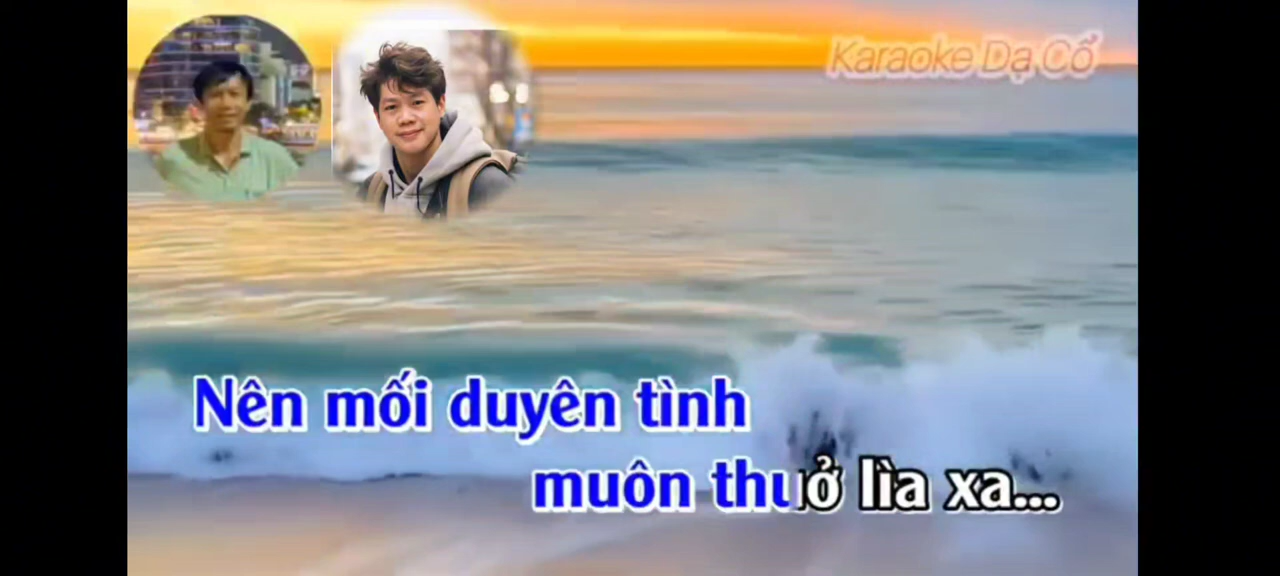 Karaoke Dạ Cổ
Nên mối duyên tình
muôn thuở lìa xa...